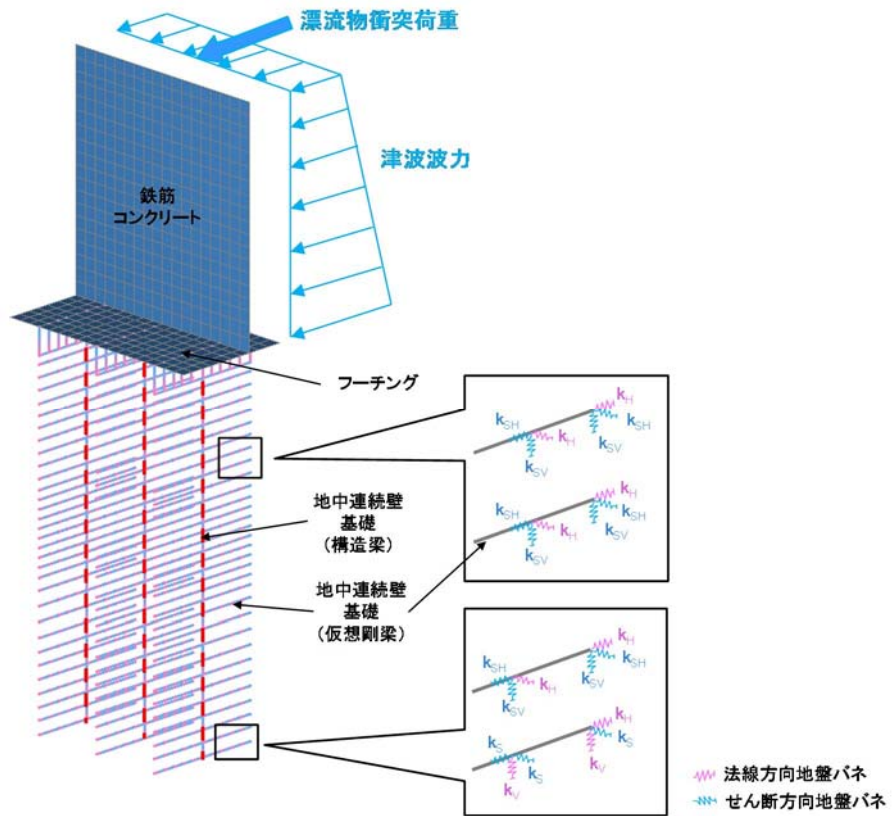 漂流物衝突荷重
津波波力
鉄筋
コンクリート
フーチング
地中連続壁
基礎
（構造梁）
地中連続壁
基礎
（仮想剛梁）
kH
kSH
kSH
kH
kSV
kSV
kH
kSH
kSH
kH
kSV
kSV
kH
kSH
kSH
kH
kSV
kSV
kH
kS
kS
kS
kV
kV
法線方向地盤バネ
せん断方向地盤バネ